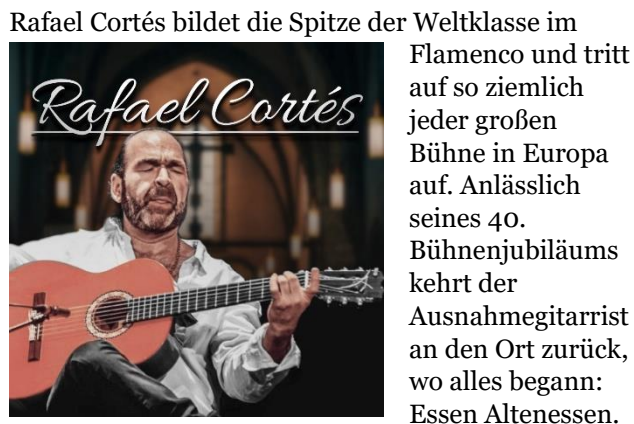 Rafael Cortés bildet die Spitze der Weltklasse im
Rafael Cortés
Flamenco und tritt
auf so ziemlich
jeder großen
Bühne in Europa
auf. Anlässlich
seines 40.
Bühnenjubiläums
kehrt der
Ausnahmegitarrist
an den Ort zurück,
wo alles begann:
Essen Altenessen.